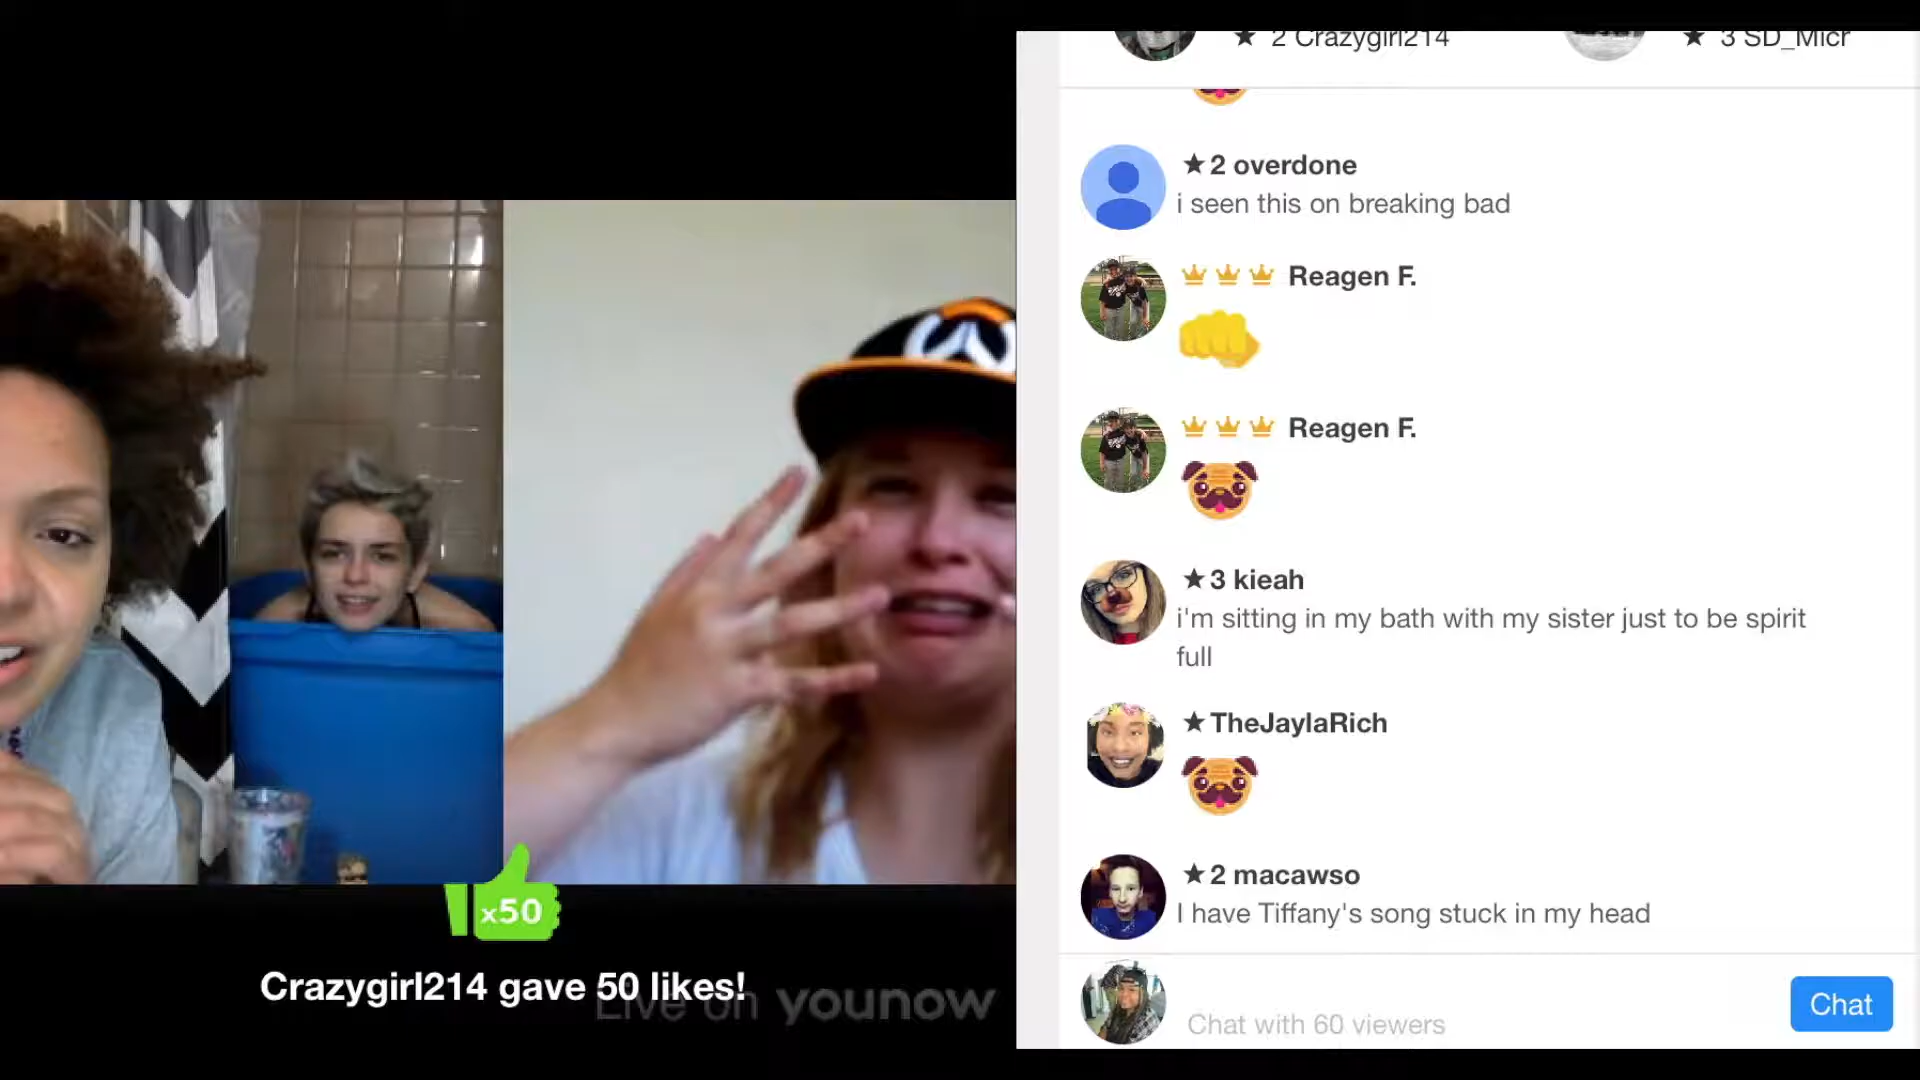 ★ 2 Crazygirl214
★ 3 SD_Micr
★2 overdone
i seen this on breaking bad
Reagen F.
Reagen F.
★3 kieah
i'm sitting in my bath with my sister just to be spirit
full
★TheJaylaRich
★2 macawso
I have Tiffany's song stuck in my head
x50
Crazygirl214 gave 50 likes!
Live on younow
Chat with 60 viewers
Chat